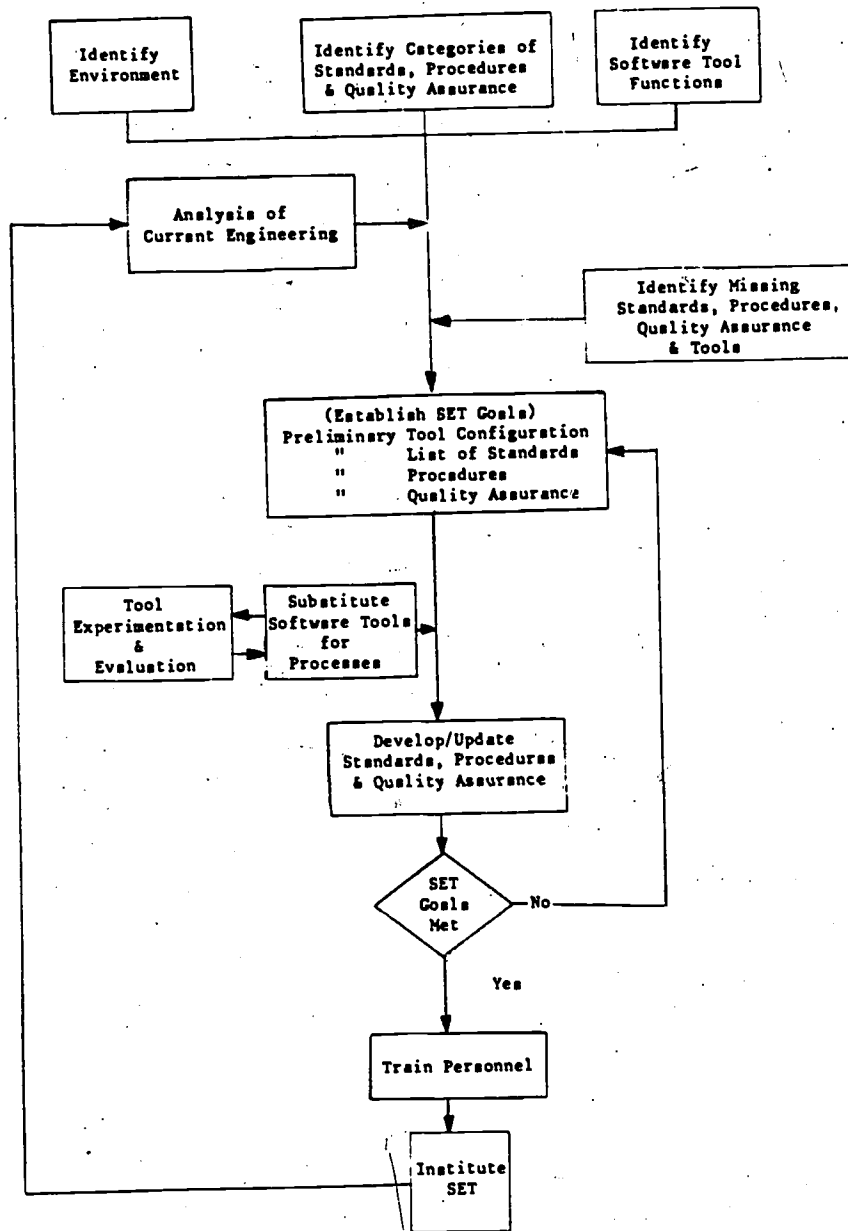 Identify
Environment
Identify Categories of
Standards, Procedures
& Quality Assurance
Identify
Software Tool
Functions
Analysis of
Current Engineering
Identify Missing
Standards, Procedures,
Quality Assurance
& Tools
(Establish SET Goals)
Preliminary Tool Configuration
" List of Standards
" Procedures
" Quality Assurance
Tool
Experimentation
&
Evaluation
Substitute
Software Tools
for
Processes
Develop/Update
Standards, Procedures
& Quality Assurance
SET
Goals
Met
No
Yes
Train Personnel
Institute
SET